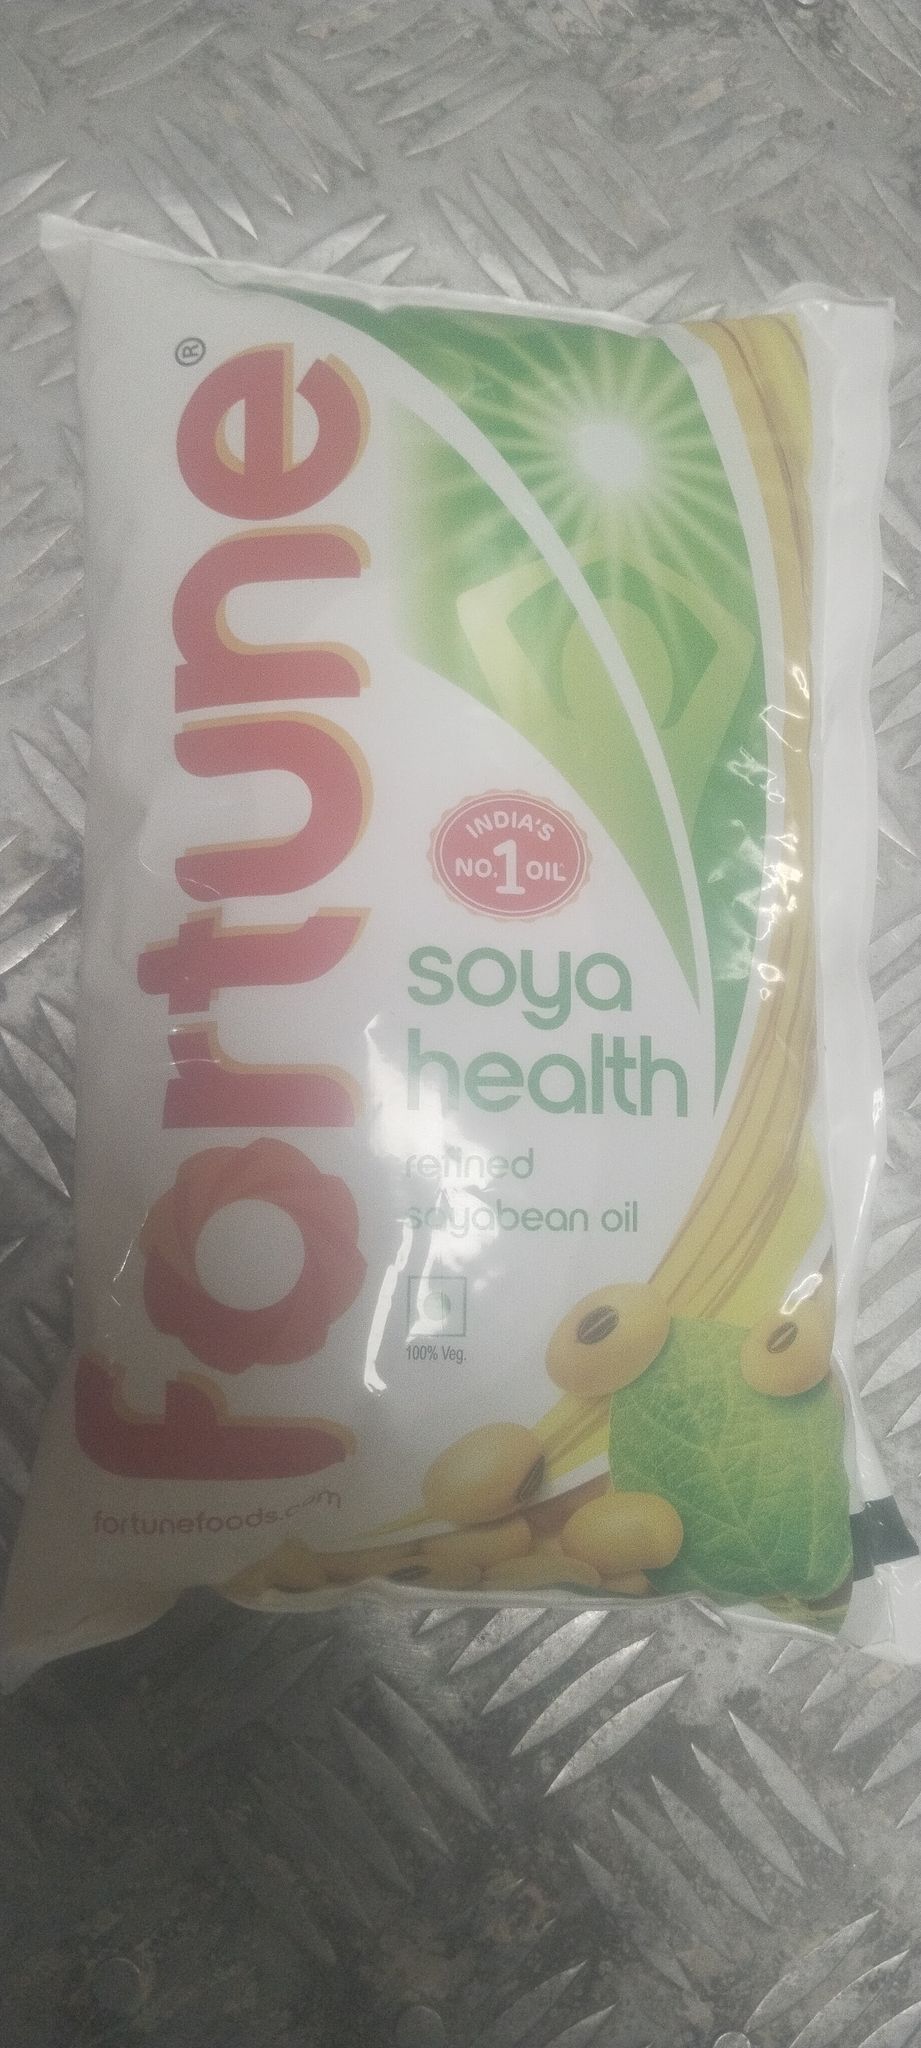 fortune®
INDIA'S
NO. 1 OIL
soya
health
refined
soyabean oil
100% Veg.
fortunefoods.com